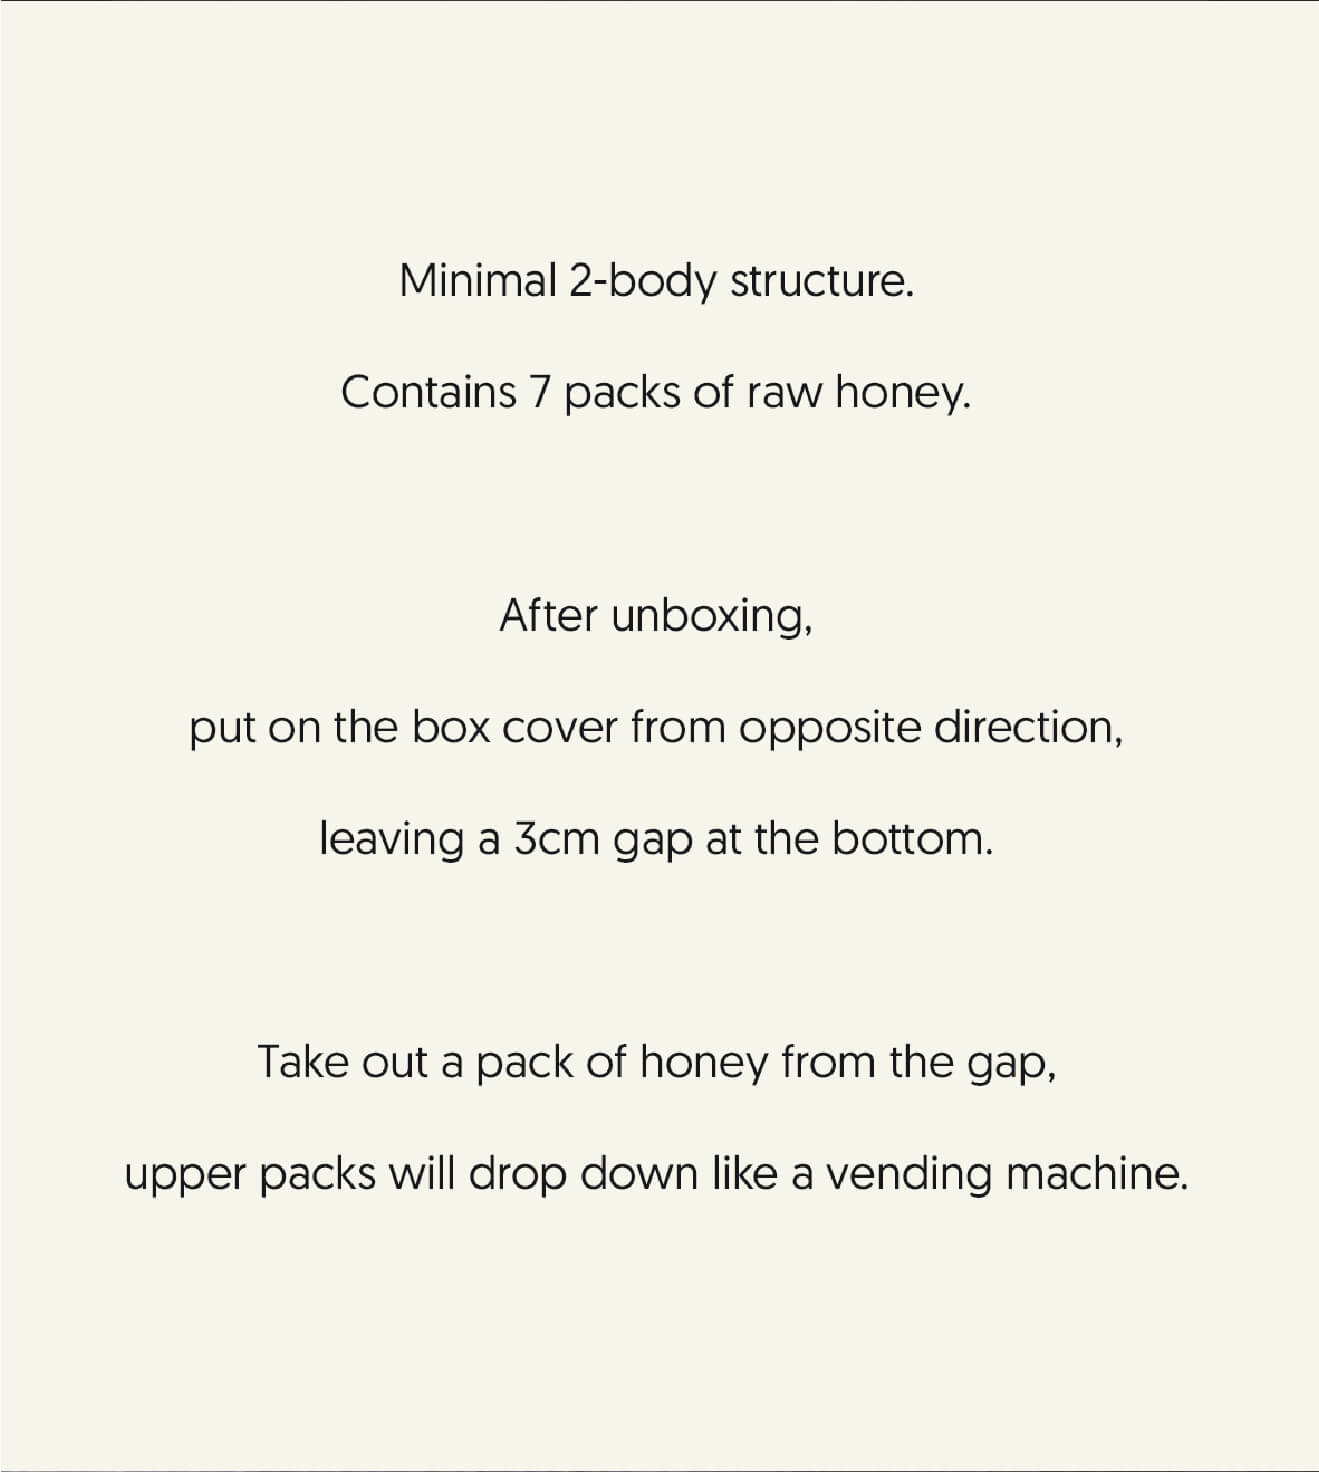 Minimal 2-body structure.
Contains 7 packs of raw honey.
After unboxing,
put on the box cover from opposite direction,
leaving a 3cm gap at the bottom.
Take out a pack of honey from the gap,
upper packs will drop down like a vending machine.